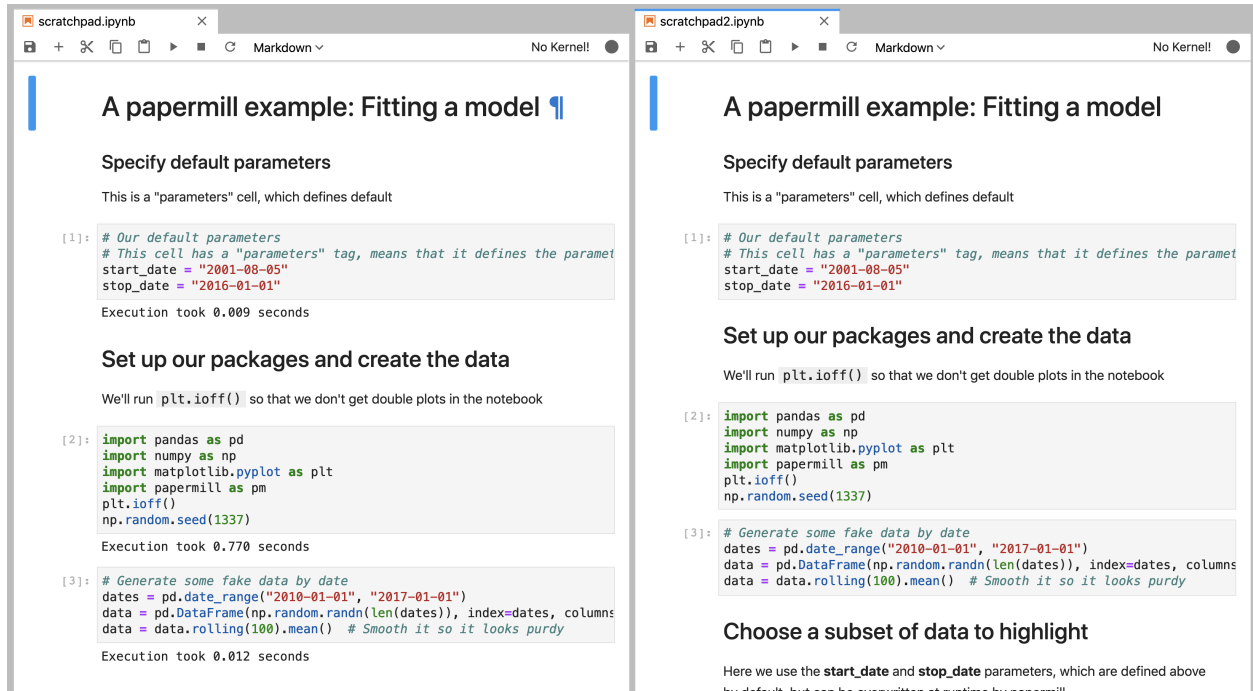 scratchpad.ipynb
Markdown
No Kernel!
A papermill example: Fitting a model ¶
Specify default parameters
This is a "parameters" cell, which defines default
[1]:
# Our default parameters
# This cell has a "parameters" tag, means that it defines the paramet
start_date = "2001-08-05"
stop_date = "2016-01-01"
Execution took 0.009 seconds
Set up our packages and create the data
We'll run plt.ioff() so that we don't get double plots in the notebook
[2]:
import pandas as pd
import numpy as np
import matplotlib.pyplot as plt
import papermill as pm
plt.ioff()
np.random.seed(1337)
Execution took 0.770 seconds
[3]:
# Generate some fake data by date
dates = pd.date_range("2010-01-01", "2017-01-01")
data = pd.DataFrame(np.random.randn(len(dates)), index=dates, columns
data = data.rolling(100).mean()  # Smooth it so it looks purdy
Execution took 0.012 seconds
scratchpad2.ipynb
Markdown
No Kernel!
A papermill example: Fitting a model
Specify default parameters
This is a "parameters" cell, which defines default
[1]:
# Our default parameters
# This cell has a "parameters" tag, means that it defines the paramet
start_date = "2001-08-05"
stop_date = "2016-01-01"
Set up our packages and create the data
We'll run plt.ioff() so that we don't get double plots in the notebook
[2]:
import pandas as pd
import numpy as np
import matplotlib.pyplot as plt
import papermill as pm
plt.ioff()
np.random.seed(1337)
[3]:
# Generate some fake data by date
dates = pd.date_range("2010-01-01", "2017-01-01")
data = pd.DataFrame(np.random.randn(len(dates)), index=dates, columns
data = data.rolling(100).mean()  # Smooth it so it looks purdy
Choose a subset of data to highlight
Here we use the start_date and stop_date parameters, which are defined above
by default, but can be overwritten at runtime by papermill